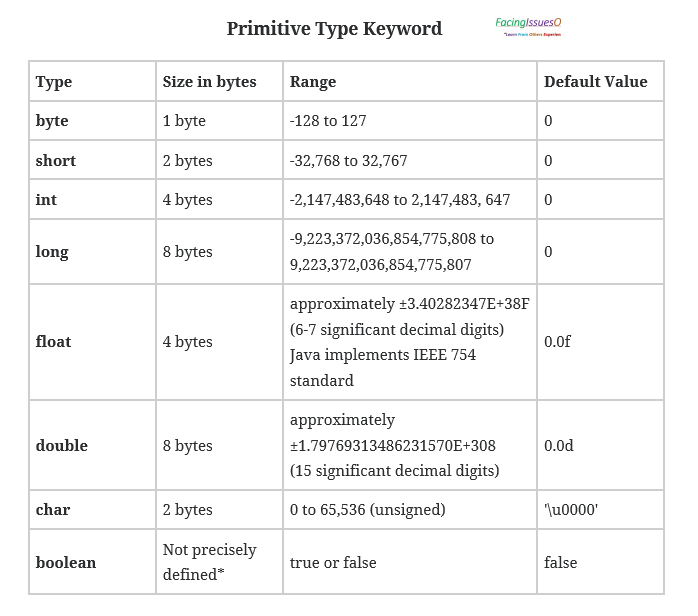 Primitive Type Keyword
FacingIssuesO
"Learn From Others Experien
Type Size in bytes Range Default Value
byte 1 byte -128 to 127 0
short 2 bytes -32,768 to 32,767 0
int 4 bytes -2,147,483,648 to 2,147,483, 647 0
long 8 bytes -9,223,372,036,854,775,808 to
9,223,372,036,854,775,807 0
float 4 bytes approximately ±3.40282347E+38F
(6-7 significant decimal digits)
Java implements IEEE 754
standard 0.0f
double 8 bytes approximately
±1.79769313486231570E+308
(15 significant decimal digits) 0.0d
char 2 bytes 0 to 65,536 (unsigned) '\u0000'
boolean Not precisely
defined* true or false false